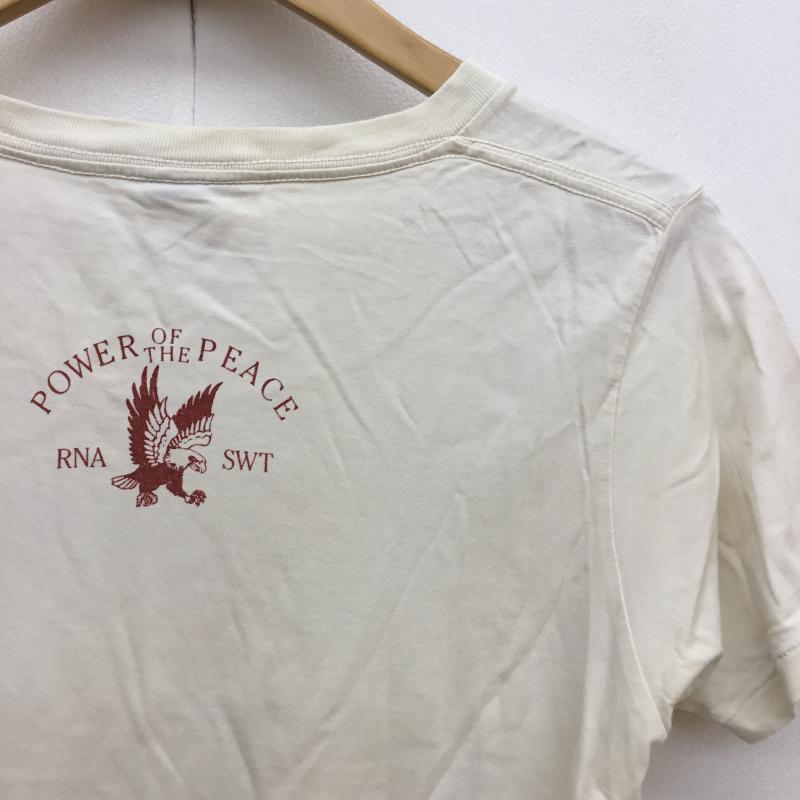 POWER OF THE PEACE
RNA SWT